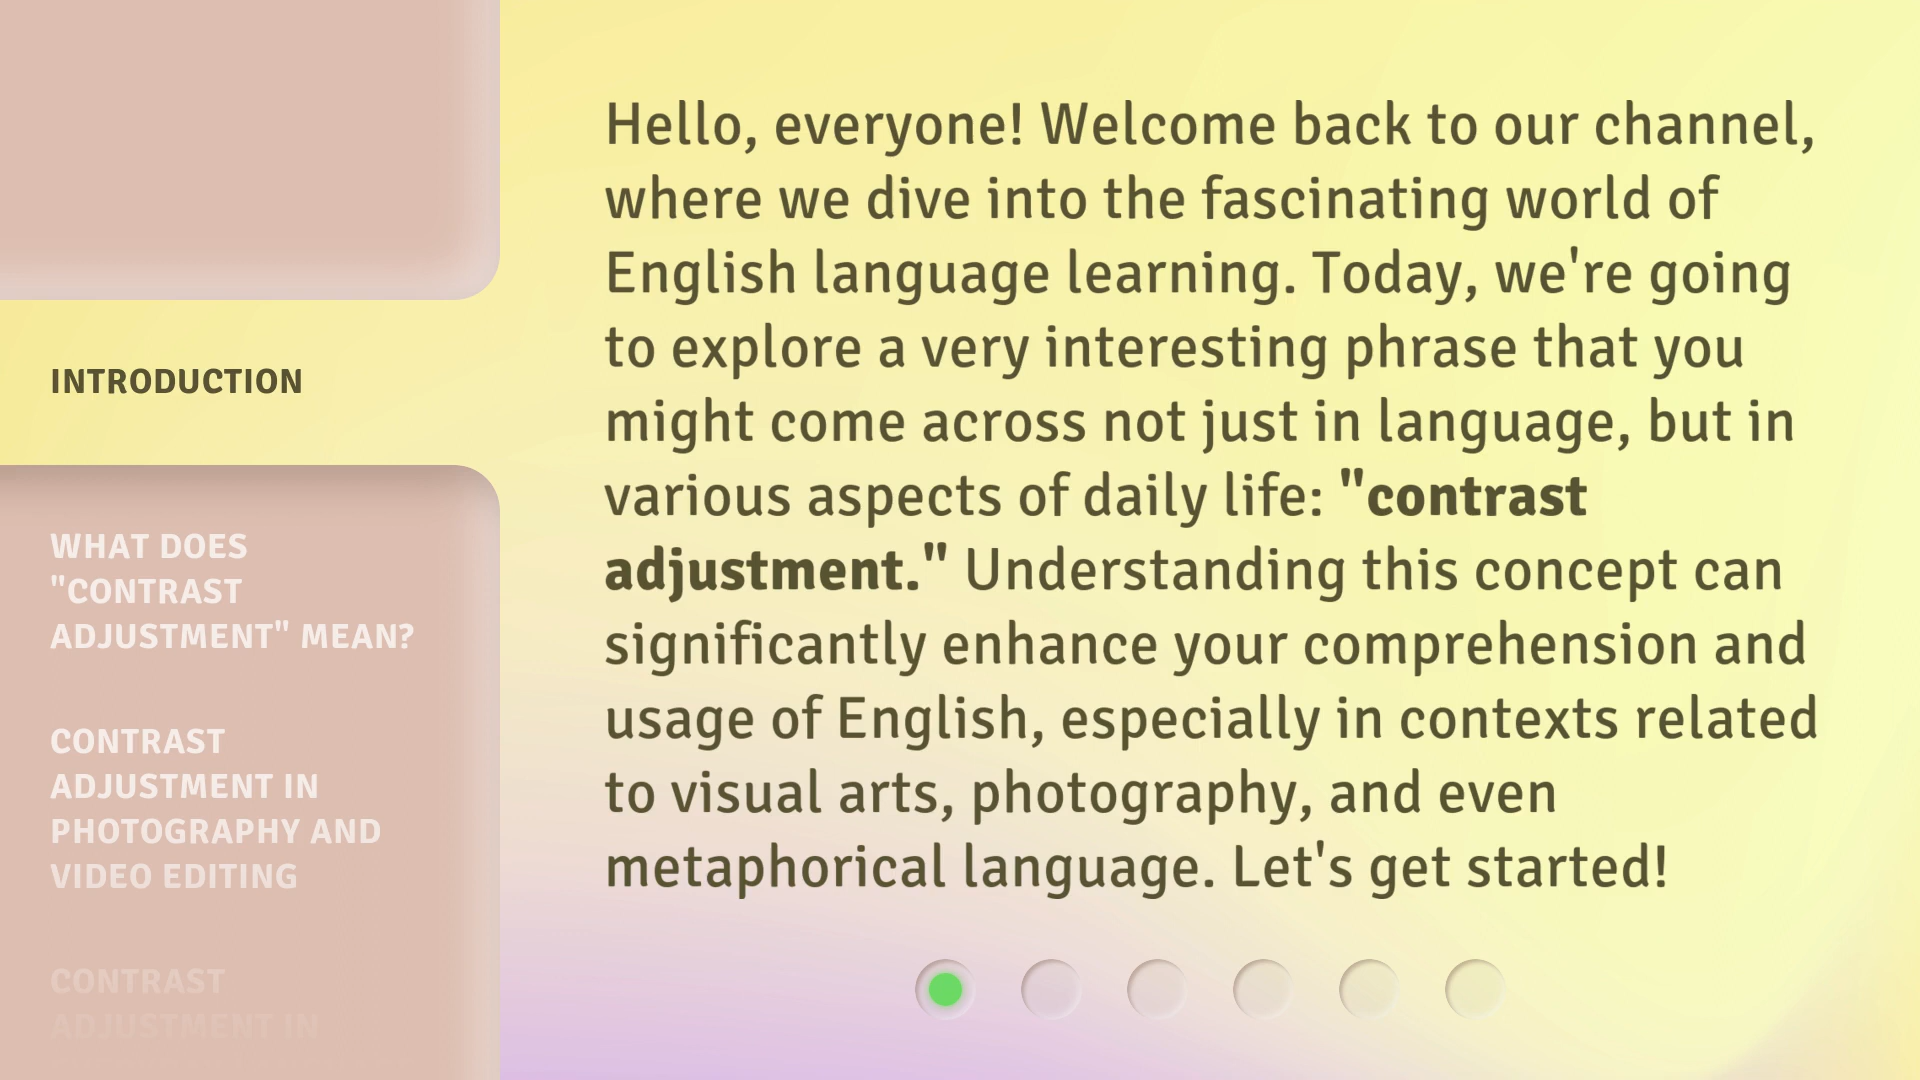 INTRODUCTION
WHAT DOES
"CONTRAST
ADJUSTMENT" MEAN?
CONTRAST
ADJUSTMENT IN
PHOTOGRAPHY AND
VIDEO EDITING
CONTRAST
ADJUSTMENT IN
Hello, everyone! Welcome back to our channel,
where we dive into the fascinating world of
English language learning. Today, we're going
to explore a very interesting phrase that you
might come across not just in language, but in
various aspects of daily life: "contrast
adjustment." Understanding this concept can
significantly enhance your comprehension and
usage of English, especially in contexts related
to visual arts, photography, and even
metaphorical language. Let's get started!